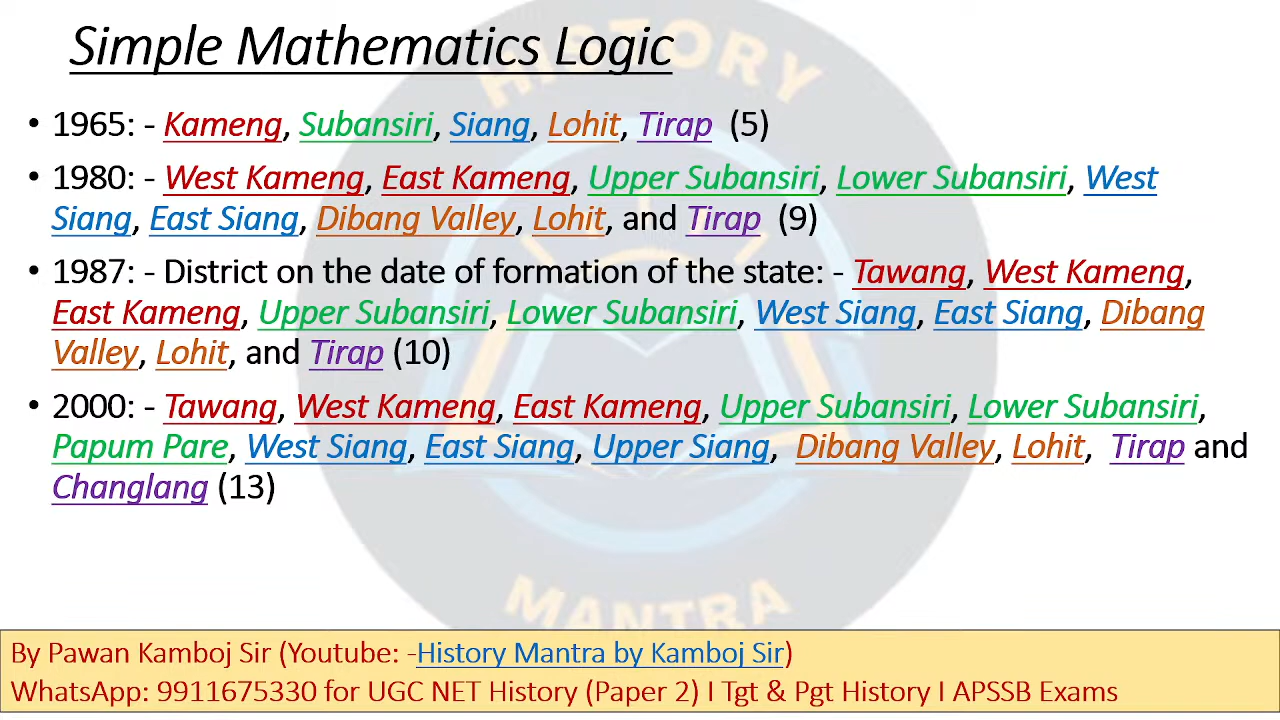 Simple Mathematics Logic
• 1965: - Kameng, Subansiri, Siang, Lohit, Tirap (5)
• 1980: - West Kameng, East Kameng, Upper Subansiri, Lower Subansiri, West
Siang, East Siang, Dibang Valley, Lohit, and Tirap (9)
• 1987: - District on the date of formation of the state: - Tawang, West Kameng,
East Kameng, Upper Subansiri, Lower Subansiri, West Siang, East Siang, Dibang
Valley, Lohit, and Tirap (10)
• 2000: - Tawang, West Kameng, East Kameng, Upper Subansiri, Lower Subansiri,
Papum Pare, West Siang, East Siang, Upper Siang, Dibang Valley, Lohit, Tirap and
Changlang (13)
HISTORY
MANTRA
By Pawan Kamboj Sir (Youtube: -History Mantra by Kamboj Sir)
WhatsApp: 9911675330 for UGC NET History (Paper 2) I Tgt & Pgt History I APSSB Exams